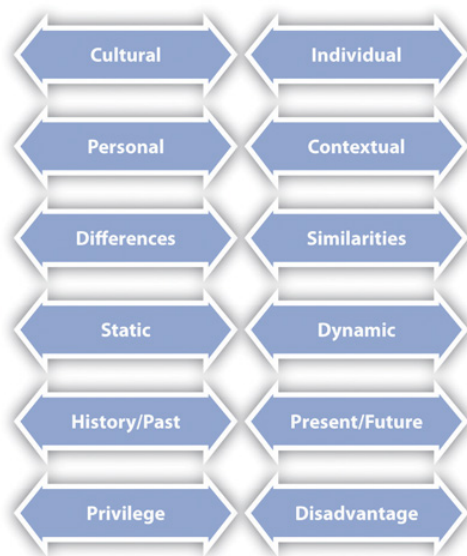 Cultural
Individual
Personal
Contextual
Differences
Similarities
Static
Dynamic
History/Past
Present/Future
Privilege
Disadvantage